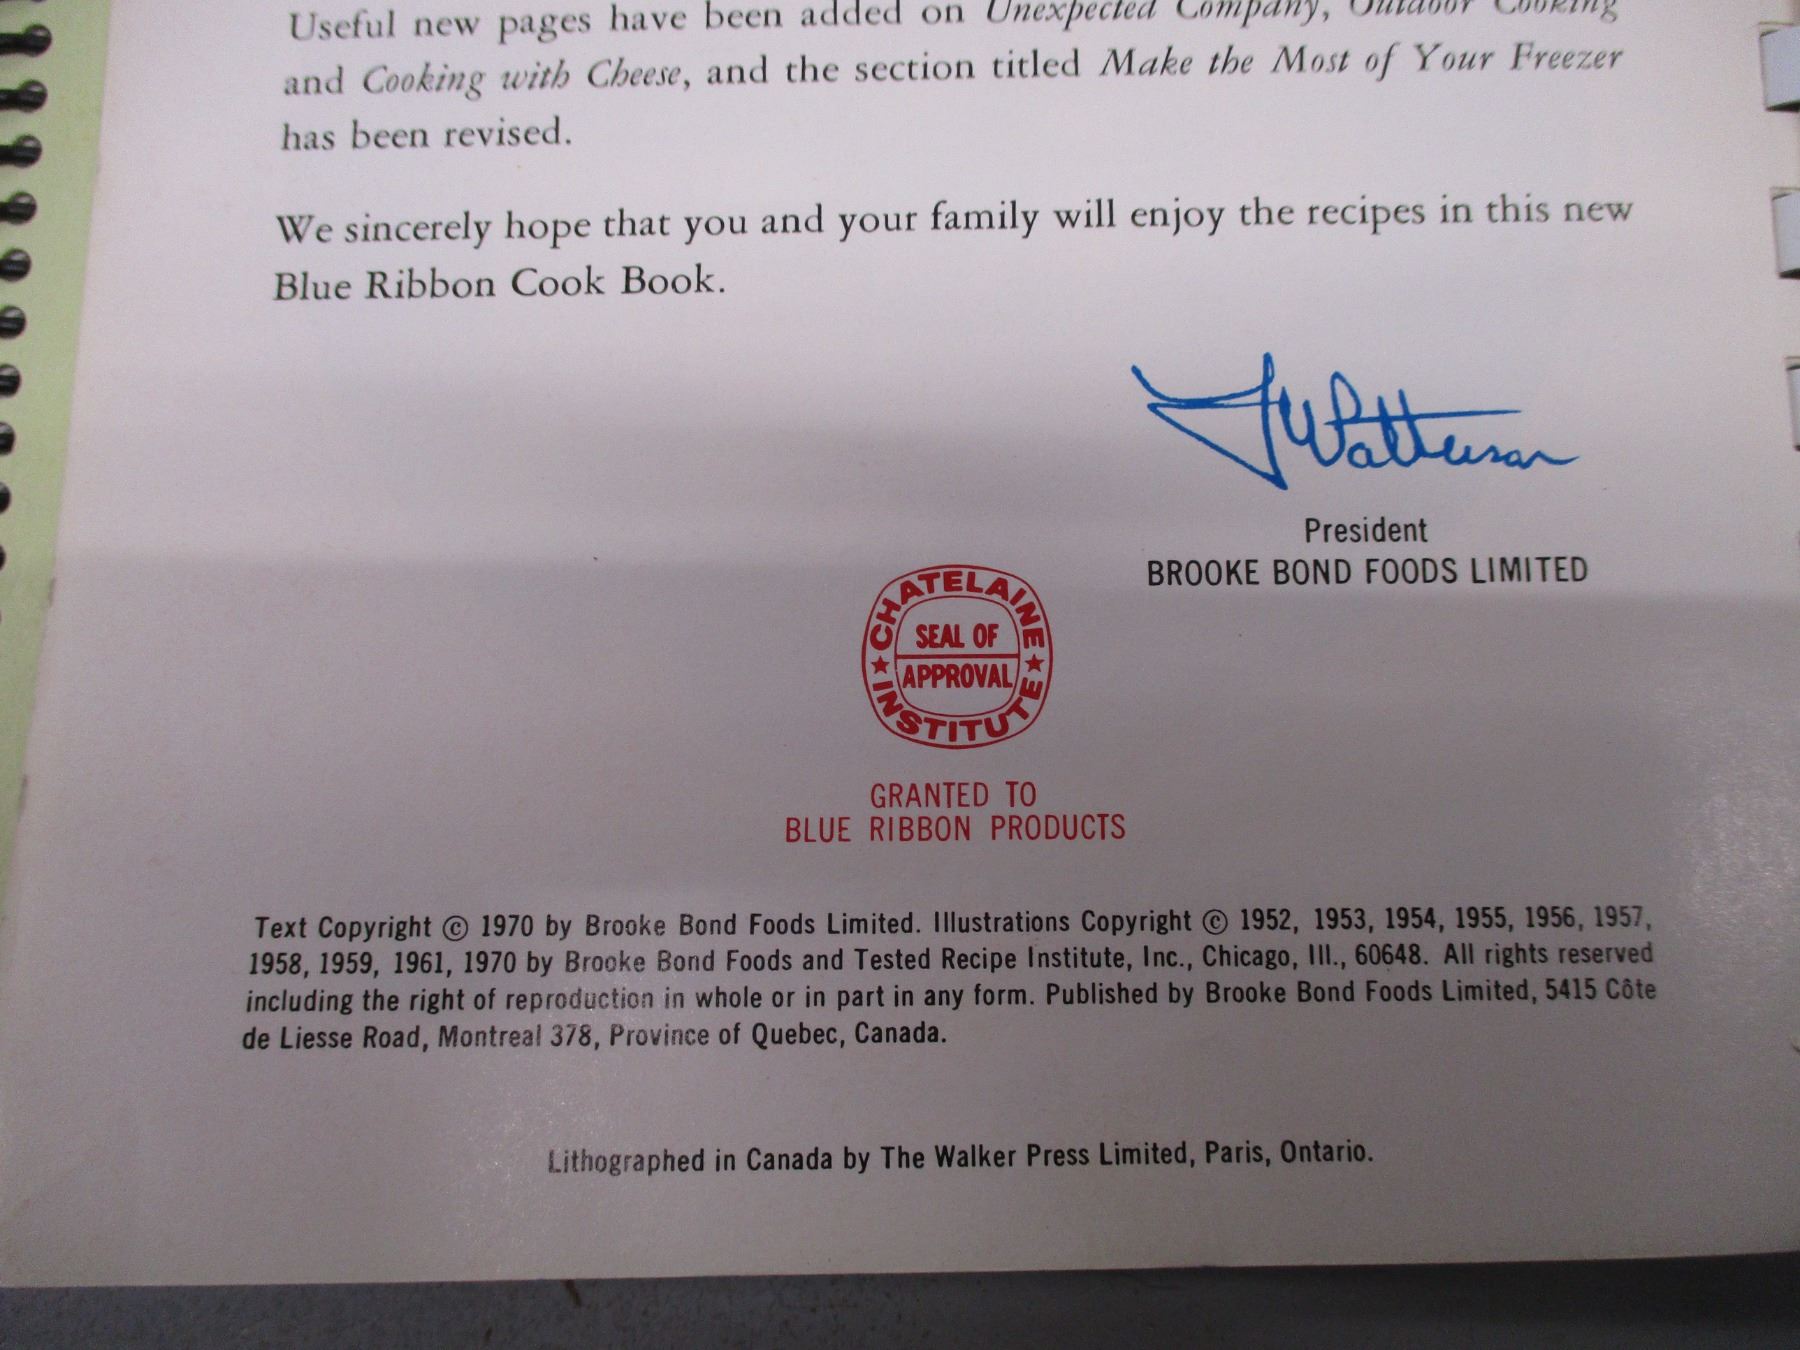 Useful new pages have been added on Unexpected Company, Outdoor Cooking
and Cooking with Cheese, and the section titled Make the Most of Your Freezer
has been revised.
We sincerely hope that you and your family will enjoy the recipes in this new
Blue Ribbon Cook Book.
President
BROOKE BOND FOODS LIMITED
CHATELAINE
SEAL OF
APPROVAL
INSTITUTE
GRANTED TO
BLUE RIBBON PRODUCTS
Text Copyright © 1970 by Brooke Bond Foods Limited. Illustrations Copyright © 1952, 1953, 1954, 1955, 1956, 1957,
1958, 1959, 1961, 1970 by Brooke Bond Foods and Tested Recipe Institute, Inc., Chicago, Ill., 60648. All rights reserved
including the right of reproduction in whole or in part in any form. Published by Brooke Bond Foods Limited, 5415 Côte
de Liesse Road, Montreal 378, Province of Quebec, Canada.
Lithographed in Canada by The Walker Press Limited, Paris, Ontario.